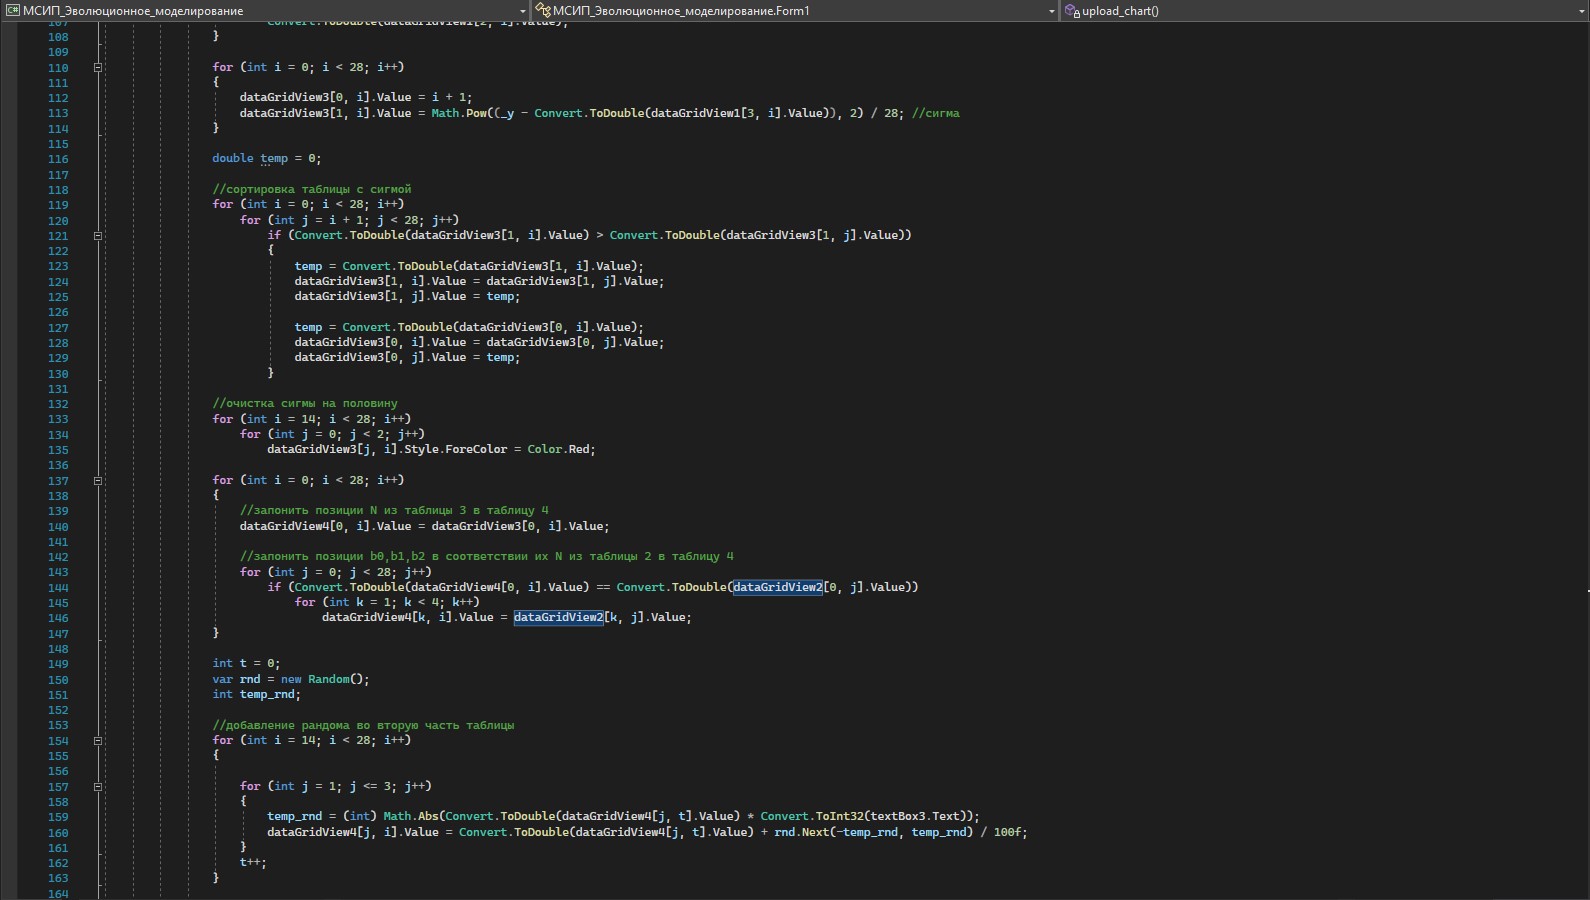 МСИП_Эволюционное_моделирование
МСИП_Эволюционное_моделирование.Form1
upload_chart()
107 Convert.ToDouble(dataGridView1[2, i].Value);
108 }
109
110 for (int i = 0; i < 28; i++)
111 {
112 dataGridView3[0, i].Value = i + 1;
113 dataGridView3[1, i].Value = Math.Pow((_y - Convert.ToDouble(dataGridView1[3, i].Value)), 2) / 28; //сигма
114 }
115
116 double temp = 0;
117
118 //сортировка таблицы с сигмой
119 for (int i = 0; i < 28; i++)
120 for (int j = i + 1; j < 28; j++)
121 if (Convert.ToDouble(dataGridView3[1, i].Value) > Convert.ToDouble(dataGridView3[1, j].Value))
122 {
123 temp = Convert.ToDouble(dataGridView3[1, i].Value);
124 dataGridView3[1, i].Value = dataGridView3[1, j].Value;
125 dataGridView3[1, j].Value = temp;
126
127 temp = Convert.ToDouble(dataGridView3[0, i].Value);
128 dataGridView3[0, i].Value = dataGridView3[0, j].Value;
129 dataGridView3[0, j].Value = temp;
130 }
131
132 //очистка сигмы на половину
133 for (int i = 14; i < 28; i++)
134 for (int j = 0; j < 2; j++)
135 dataGridView3[j, i].Style.ForeColor = Color.Red;
136
137 for (int i = 0; i < 28; i++)
138 {
139 //запонить позиции N из таблицы 3 в таблицу 4
140 dataGridView4[0, i].Value = dataGridView3[0, i].Value;
141
142 //запонить позиции b0,b1,b2 в соответствии их N из таблицы 2 в таблицу 4
143 for (int j = 0; j < 28; j++)
144 if (Convert.ToDouble(dataGridView4[0, i].Value) == Convert.ToDouble(dataGridView2[0, j].Value))
145 for (int k = 1; k < 4; k++)
146 dataGridView4[k, i].Value = dataGridView2[k, j].Value;
147 }
148
149 int t = 0;
150 var rnd = new Random();
151 int temp_rnd;
152
153 //добавление рандома во вторую часть таблицы
154 for (int i = 14; i < 28; i++)
155 {
156
157 for (int j = 1; j <= 3; j++)
158 {
159 temp_rnd = (int) Math.Abs(Convert.ToDouble(dataGridView4[j, t].Value) * Convert.ToInt32(textBox3.Text));
160 dataGridView4[j, i].Value = Convert.ToDouble(dataGridView4[j, t].Value) + rnd.Next(-temp_rnd, temp_rnd) / 100f;
161 }
162 t++;
163 }
164